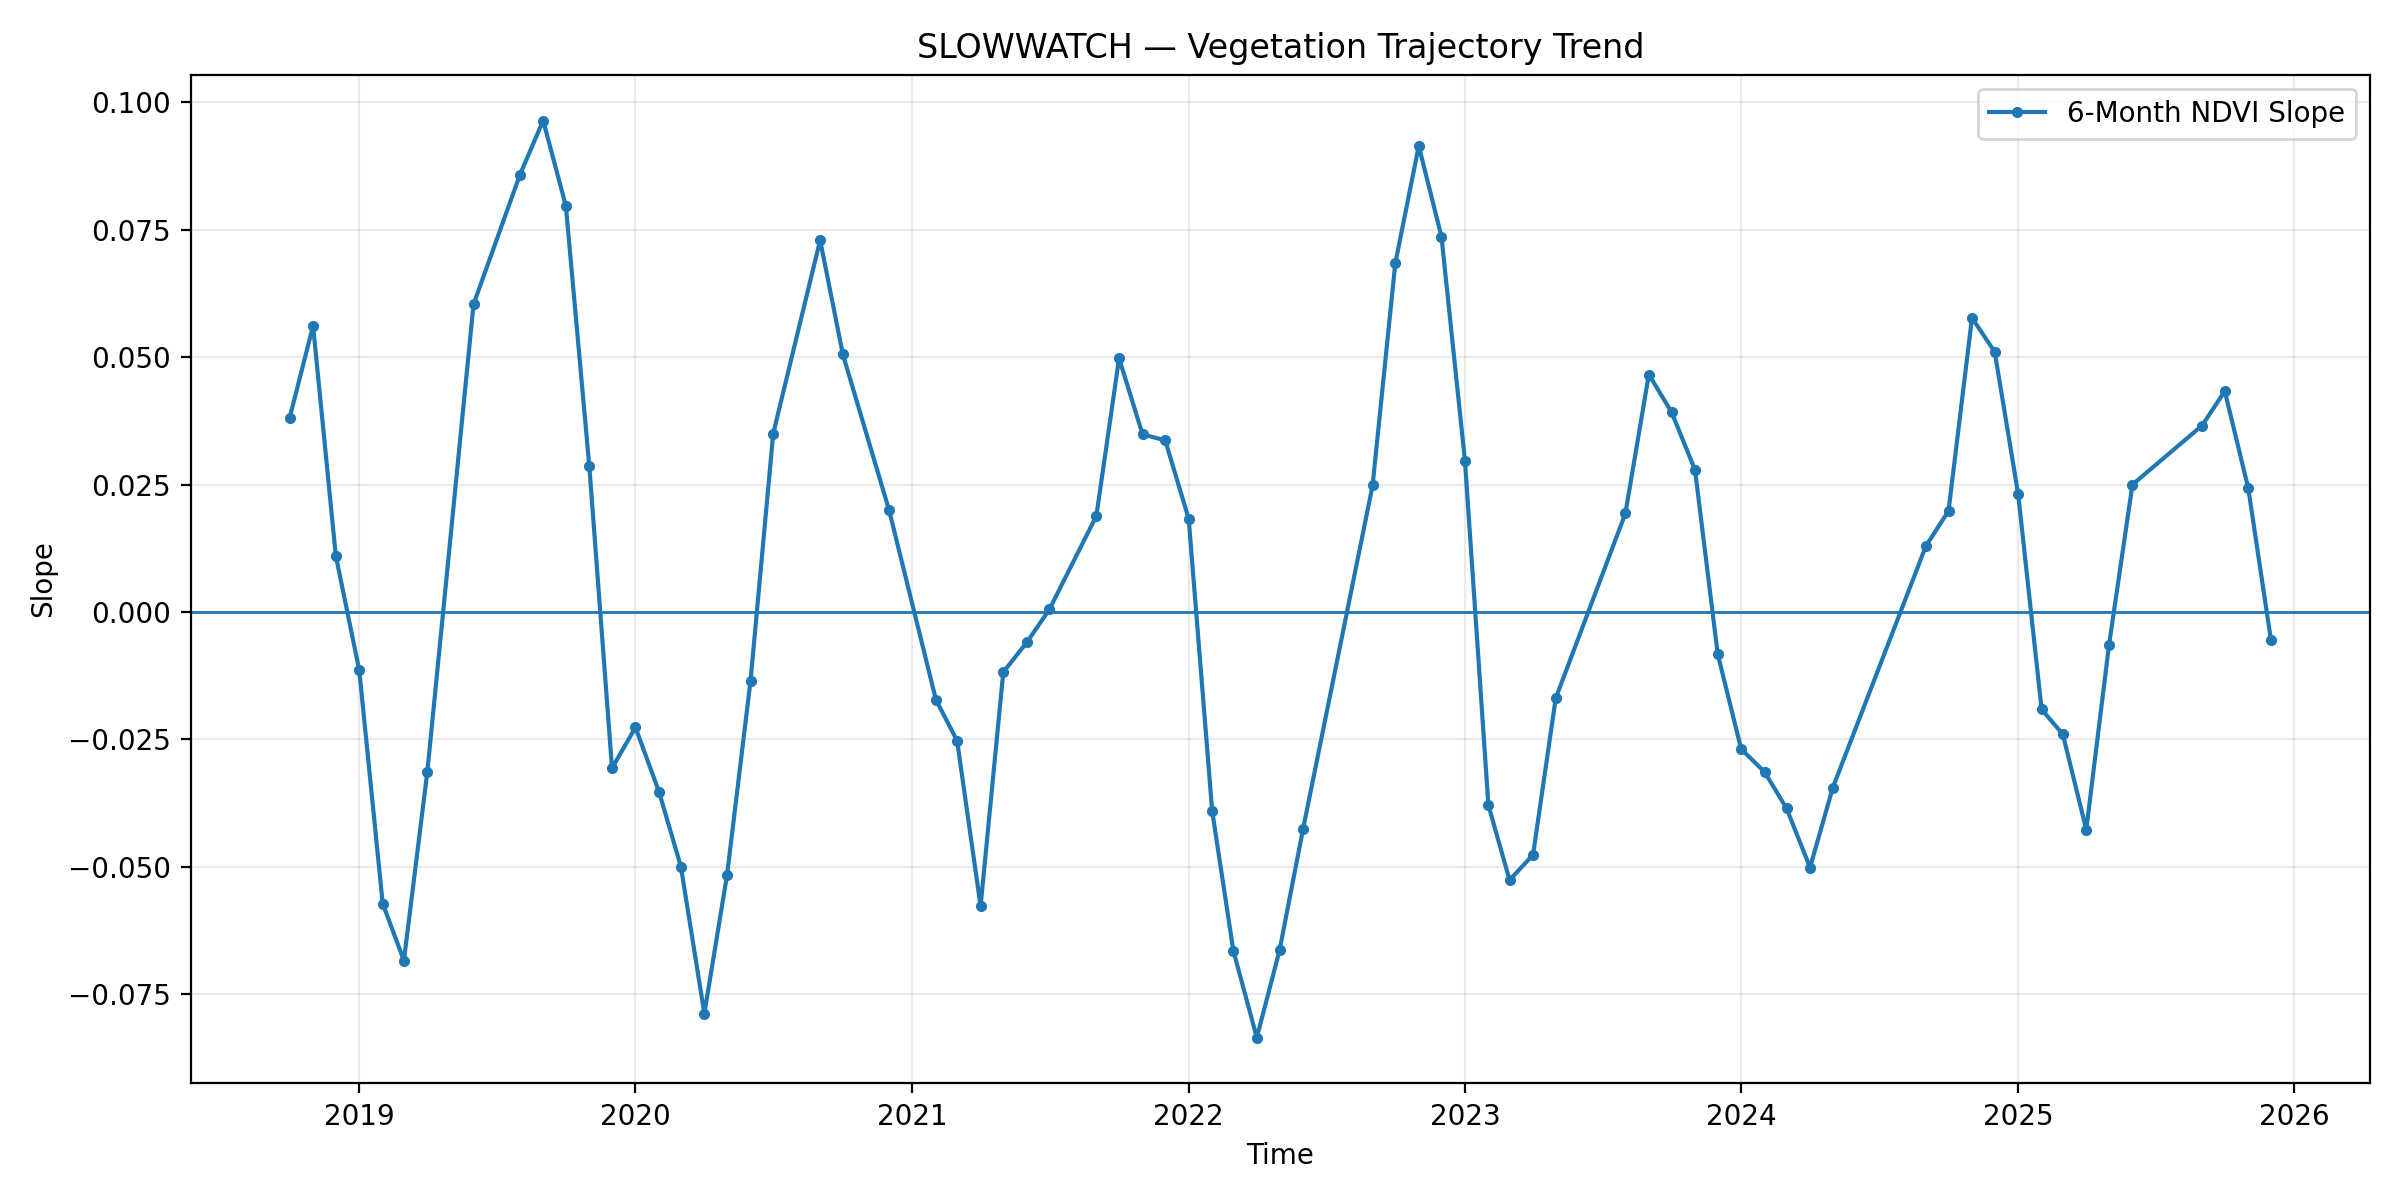 SLOWWATCH — Vegetation Trajectory Trend
6-Month NDVI Slope
0.100
0.075
0.050
0.025
0.000
−0.025
−0.050
−0.075
Slope
2019 2020 2021 2022 2023 2024 2025 2026
Time